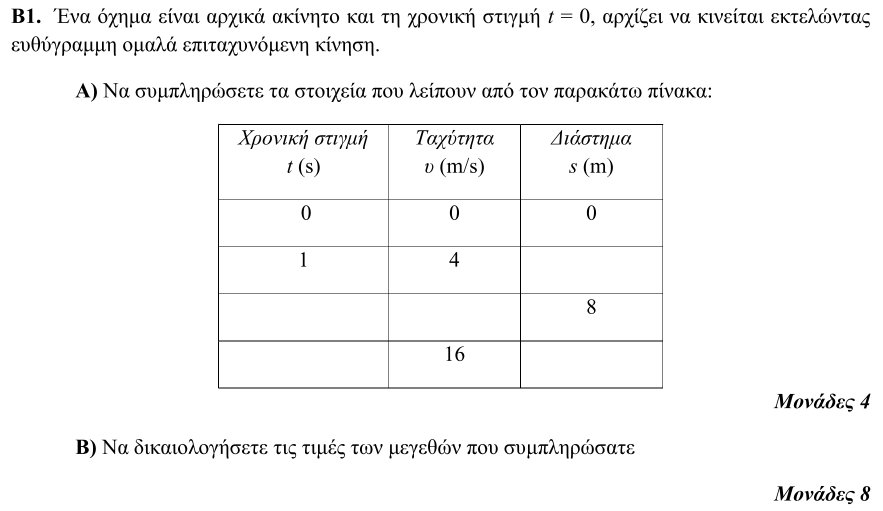 B1. Ένα όχημα είναι αρχικά ακίνητο και τη χρονική στιγμή t = 0, αρχίζει να κινείται εκτελώντας
ευθύγραμμη ομαλά επιταχυνόμενη κίνηση.
A) Να συμπληρώσετε τα στοιχεία που λείπουν από τον παρακάτω πίνακα:
Χρονική στιγμή Ταχύτητα Διάστημα
t (s) υ (m/s) s (m)
0 0 0
1 4
8
16
Μονάδες 4
B) Να δικαιολογήσετε τις τιμές των μεγεθών που συμπληρώσατε
Μονάδες 8